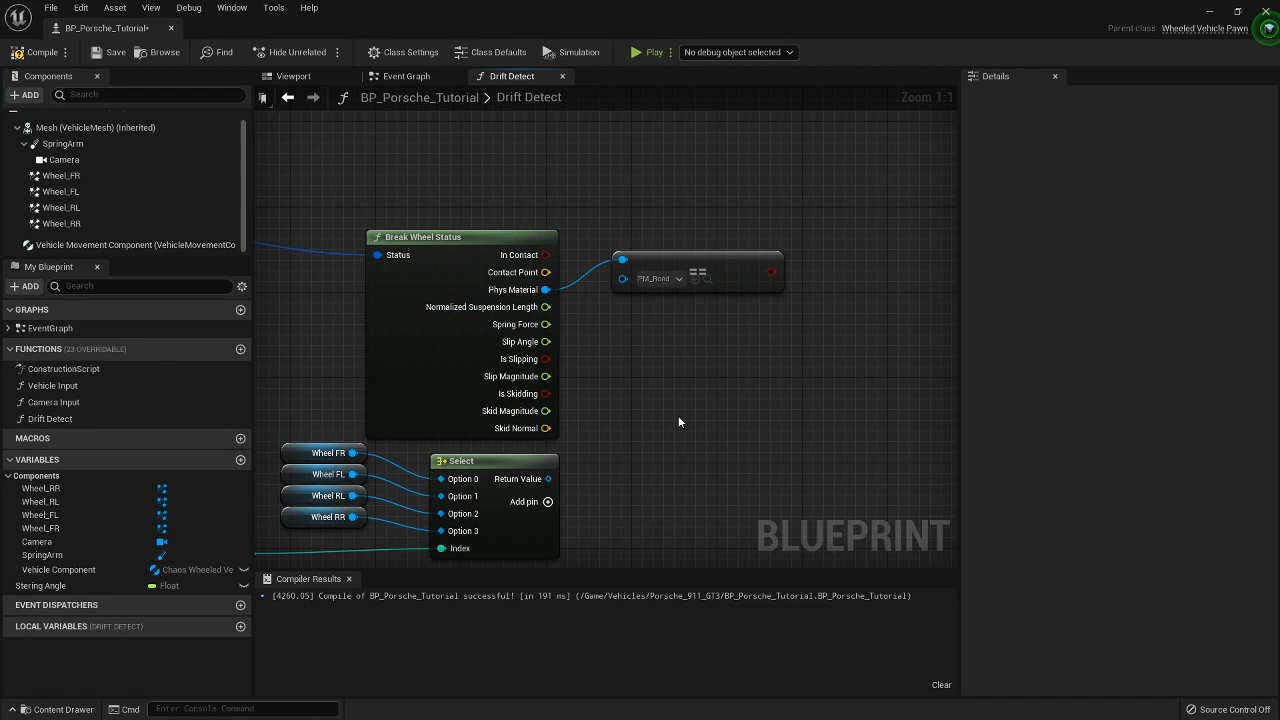 File Edit Asset View Debug Window Tools Help
BP_Porsche_Tutorial•
Parent class: Wheeled Vehicle Pawn
Compile Save Browse Find Hide Unrelated Class Settings Class Defaults Simulation Play No debug object selected
Components
ADD Search
Mesh (VehicleMesh) (Inherited)
SpringArm
Camera
Wheel_FR
Wheel_FL
Wheel_RL
Wheel_RR
Vehicle Movement Component (VehicleMovementCo
My Blueprint
ADD Search
GRAPHS
EventGraph
FUNCTIONS (23 OVERRIDABLE)
ConstructionScript
Vehicle Input
Camera Input
Drift Detect
MACROS
VARIABLES
Components
Wheel_RR
Wheel_RL
Wheel_FL
Wheel_FR
Camera
SpringArm
Vehicle Component Chaos Wheeled Ve
Stering Angle Float
EVENT DISPATCHERS
LOCAL VARIABLES (DRIFT DETECT)
Viewport Event Graph Drift Detect
BP_Porsche_Tutorial > Drift Detect
Zoom 1:1
Break Wheel Status
Status In Contact
Contact Point
Phys Material
Normalized Suspension Length
Spring Force
Slip Angle
Is Slipping
Slip Magnitude
Is Skidding
Skid Magnitude
Skid Normal
PM_Road ==
Wheel FR
Wheel FL
Wheel RL
Wheel RR
Select
Option 0 Return Value
Option 1 Add pin
Option 2
Option 3
Index
BLUEPRINT
Compiler Results
[4260,05] Compile of BP_Porsche_Tutorial successful! [in 191 ms] (/Game/Vehicles/Porsche_911_GT3/BP_Porsche_Tutorial.BP_Porsche_Tutorial)
Clear
Details
Content Drawer Cmd Enter Console Command
Source Control Off